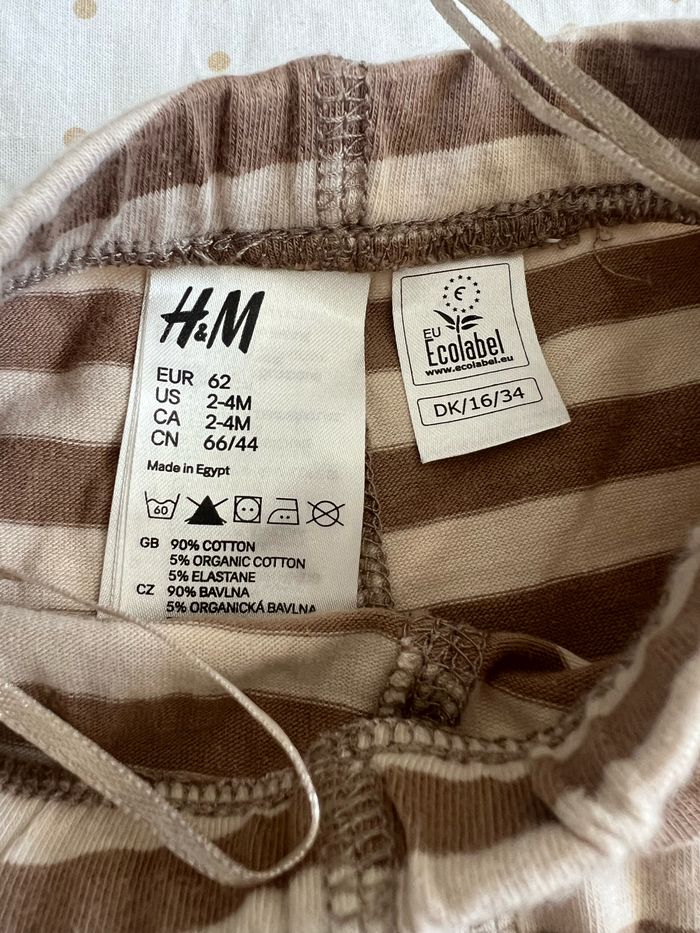 H&M
EUR 62
US 2-4M
CA 2-4M
CN 66/44
Made in Egypt
60
GB 90% COTTON
5% ORGANIC COTTON
5% ELASTANE
CZ 90% BAVLNA
5% ORGANICKÁ BAVLNA
EU
Ecolabel
www.ecolabel.eu
DK/16/34